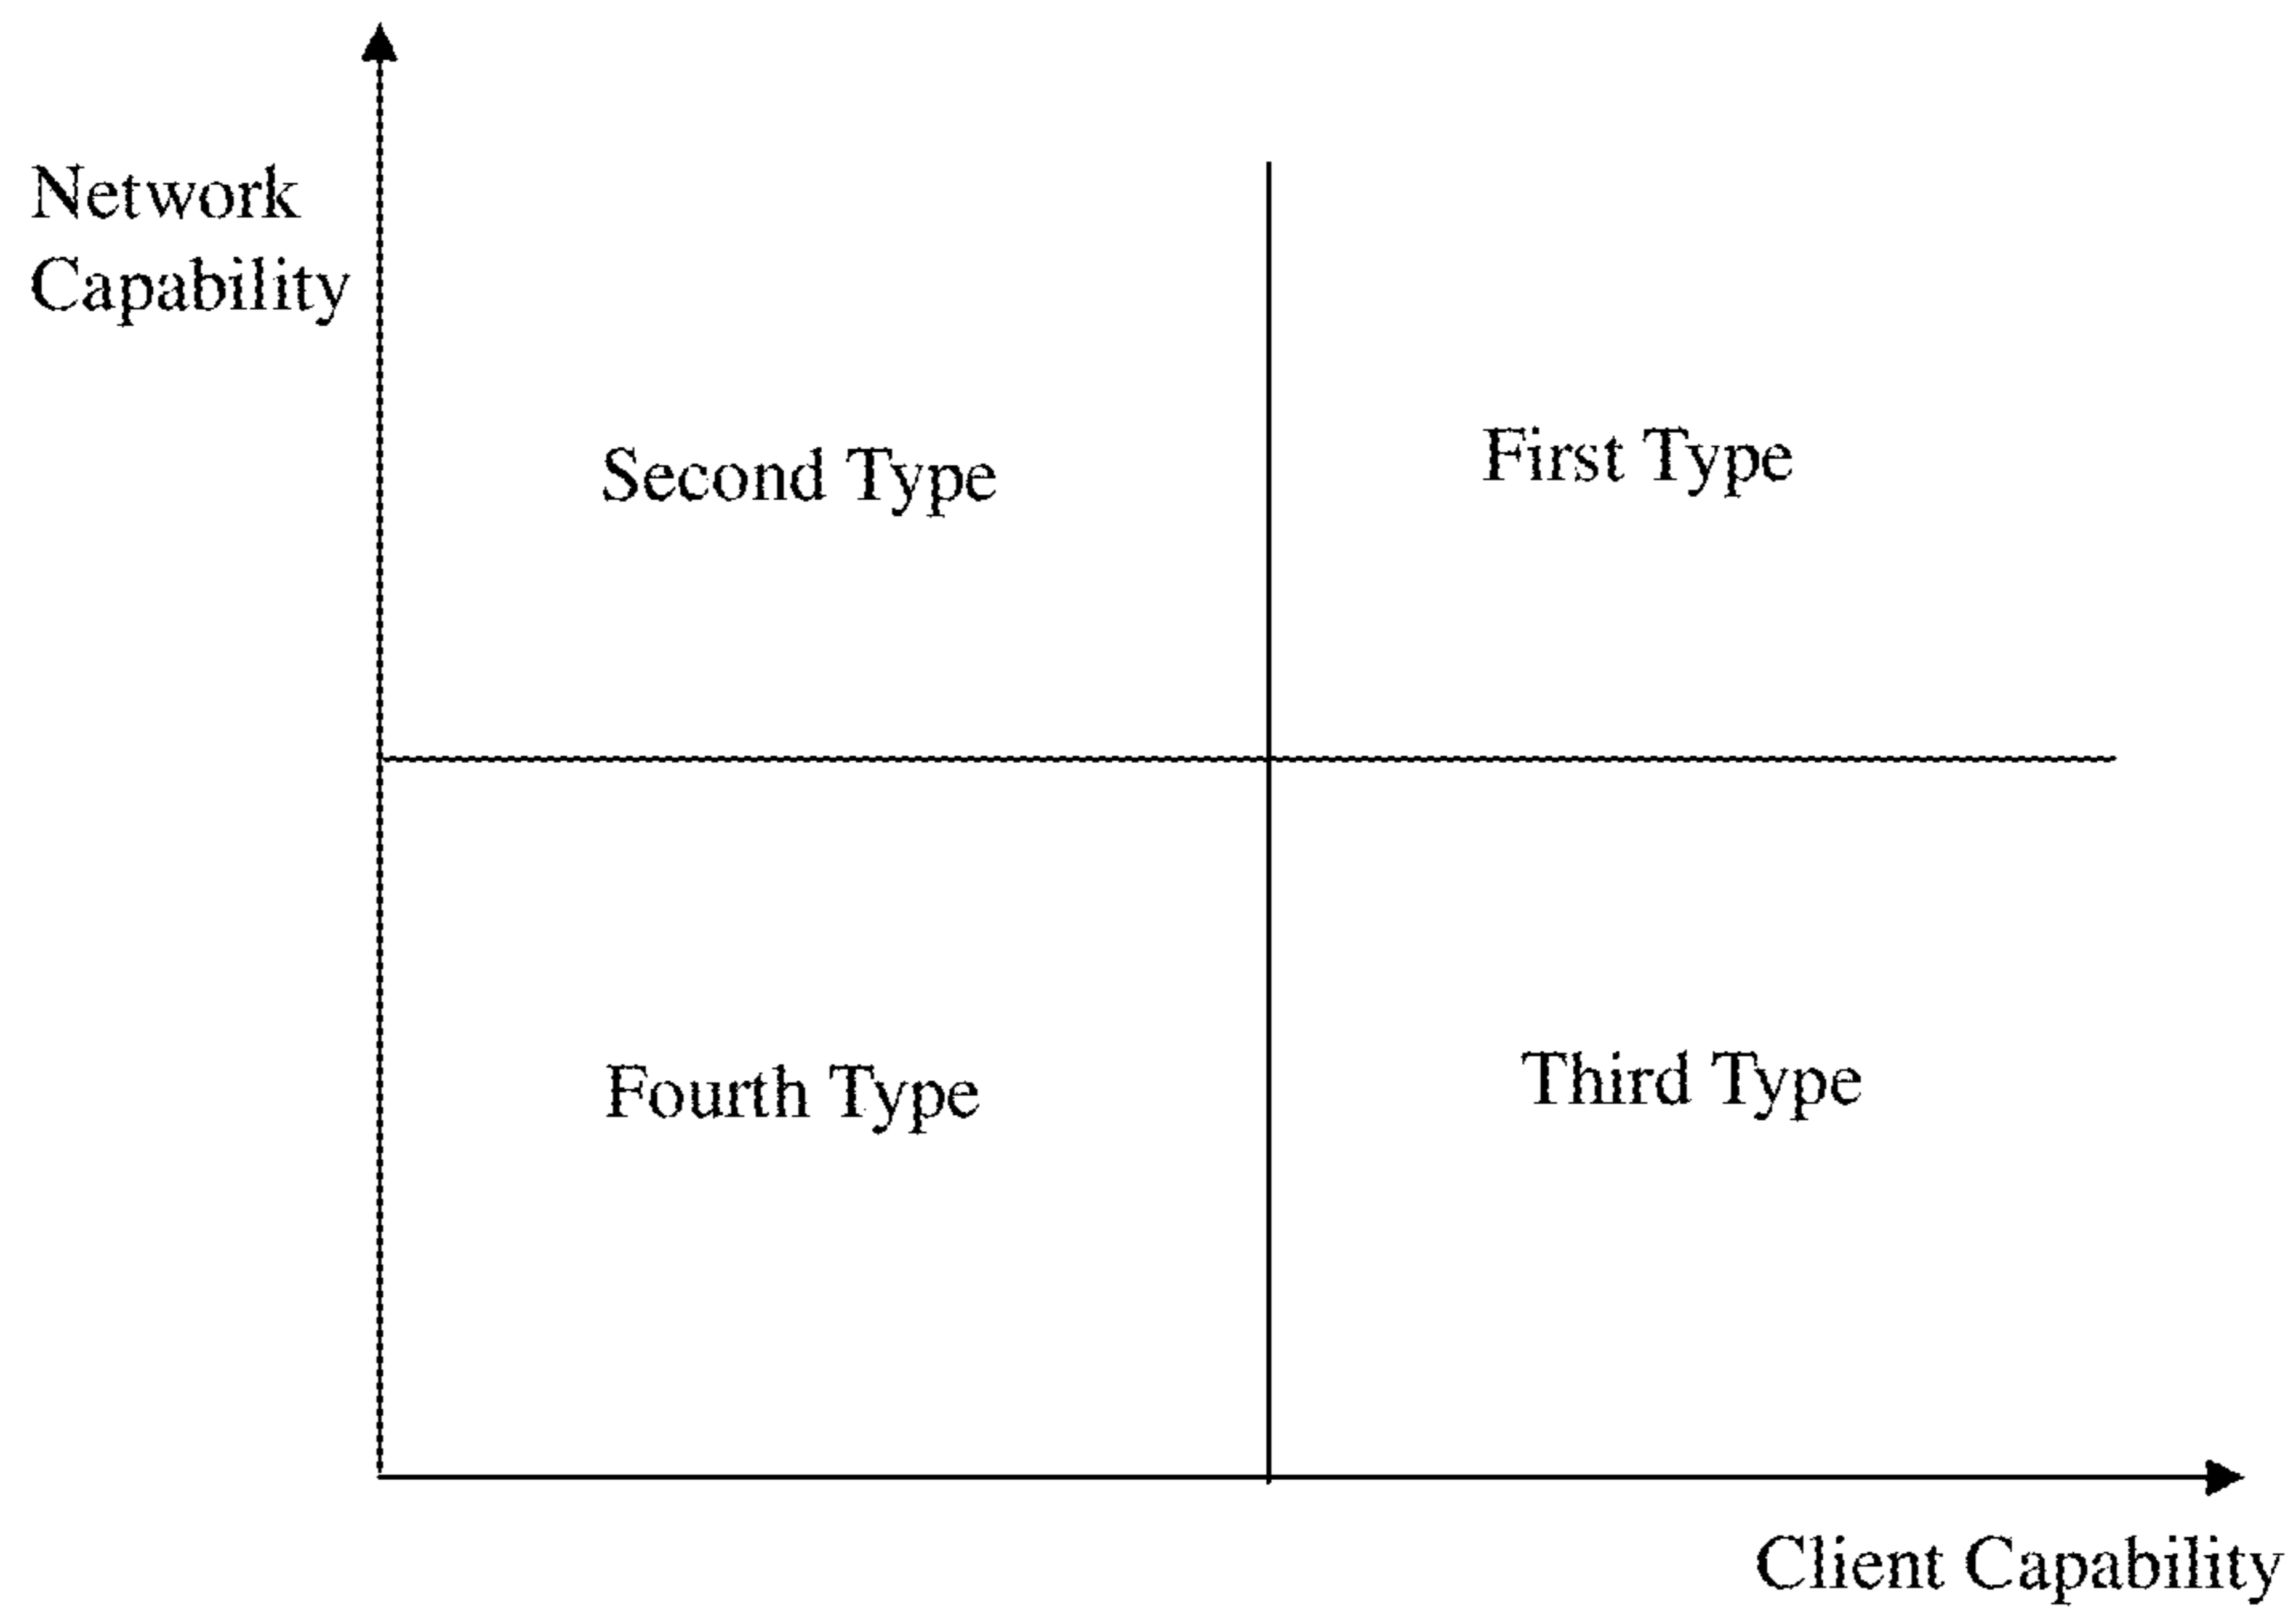 Network
Capability
Second Type
First Type
Fourth Type
Third Type
Client Capability